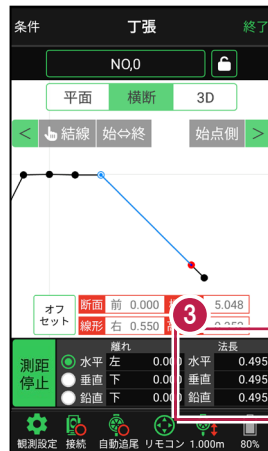 条件 丁張 終了
NO,0
平面 横断 3D
< 結線 始⇔終 始点側 >
3
オフセット 断面 前 0.000 5.048
線形 右 0.550
測距停止 離れ 法長
水平 左 0.000 水平 0.495
垂直 下 0.000 垂直 0.495
鉛直 下 0.000 鉛直 0.495
観測設定 接続 自動追尾 リモコン 1.000m 80%